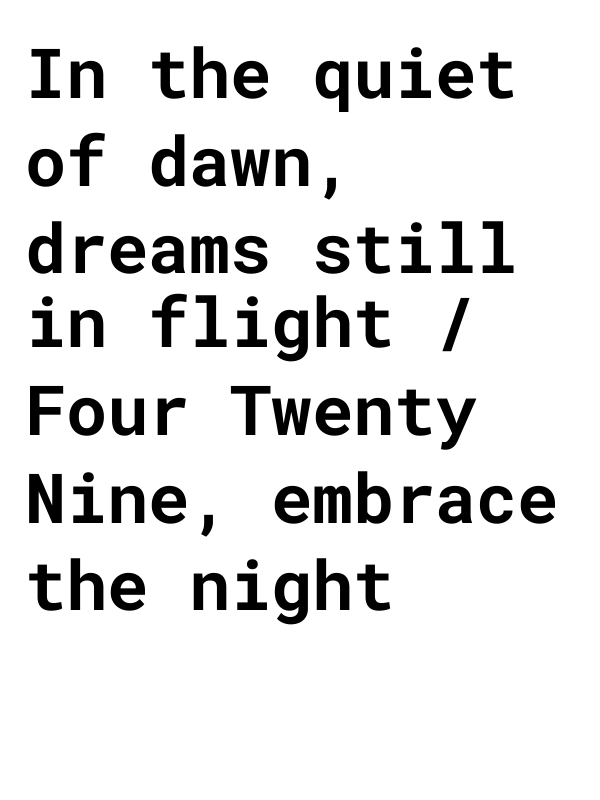 In the quiet
of dawn,
dreams still
in flight /
Four Twenty
Nine, embrace
the night